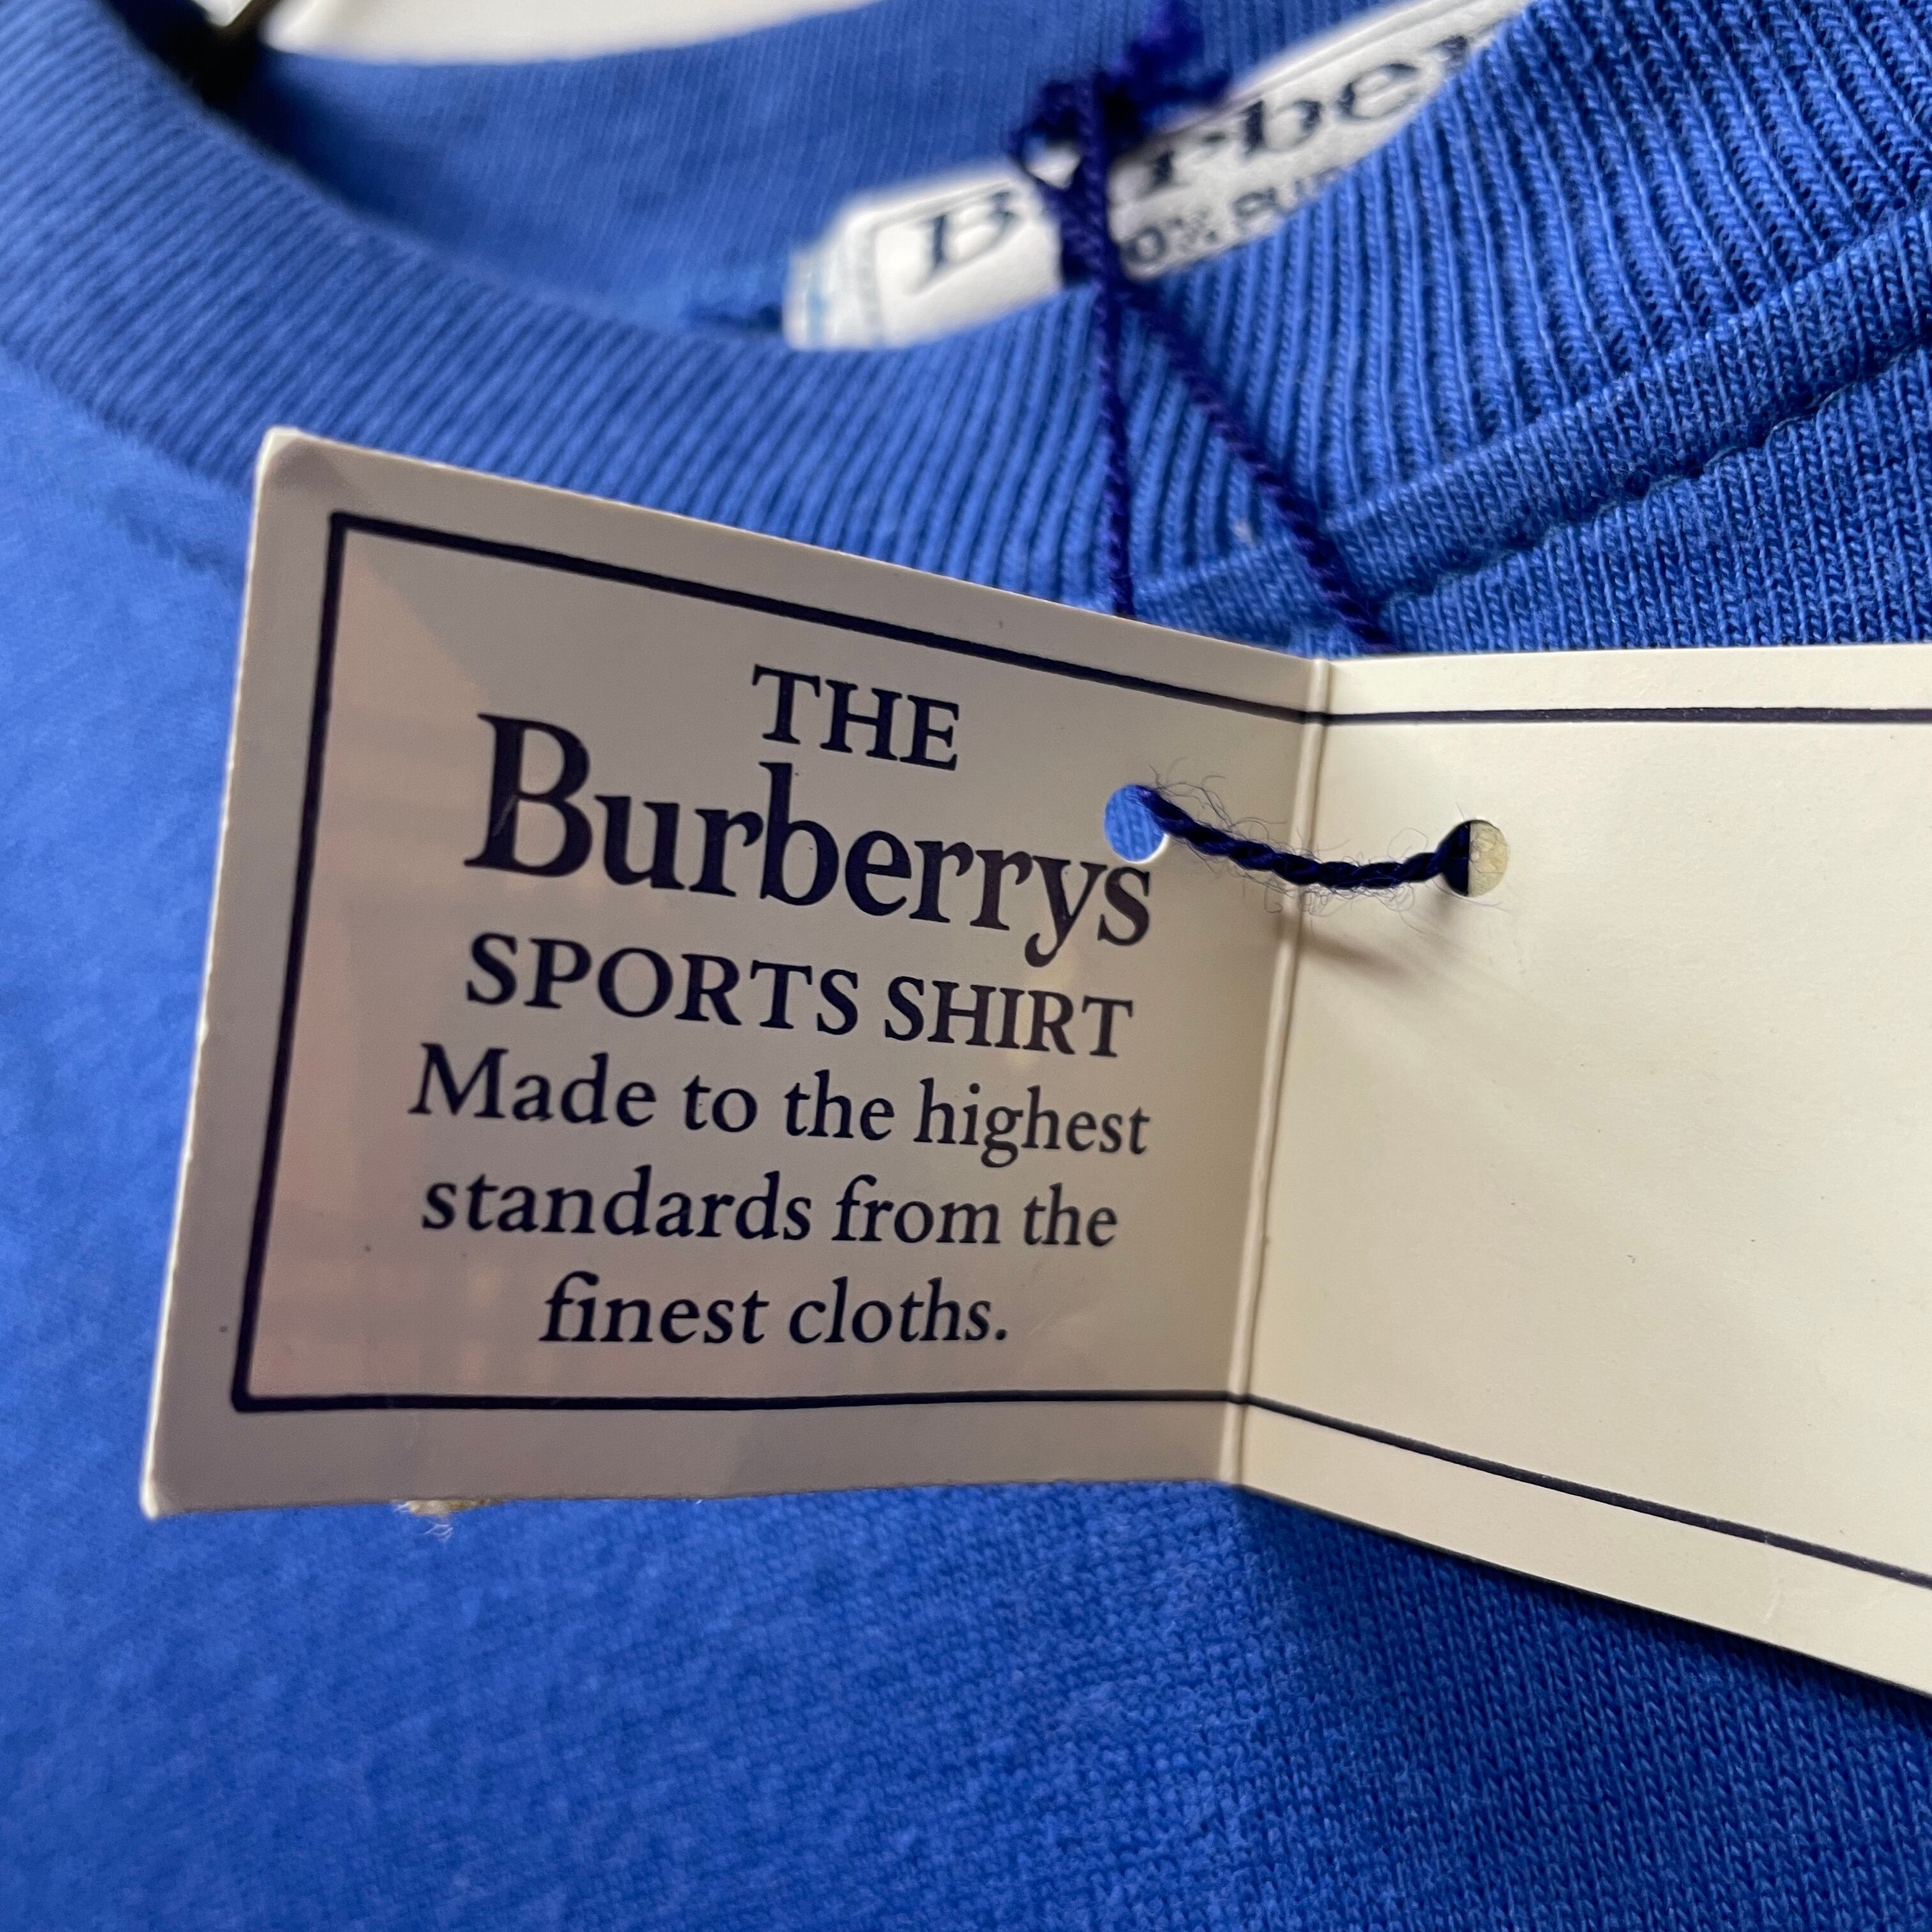 THE
Burberrys
SPORTS SHIRT
Made to the highest
standards from the
finest cloths.